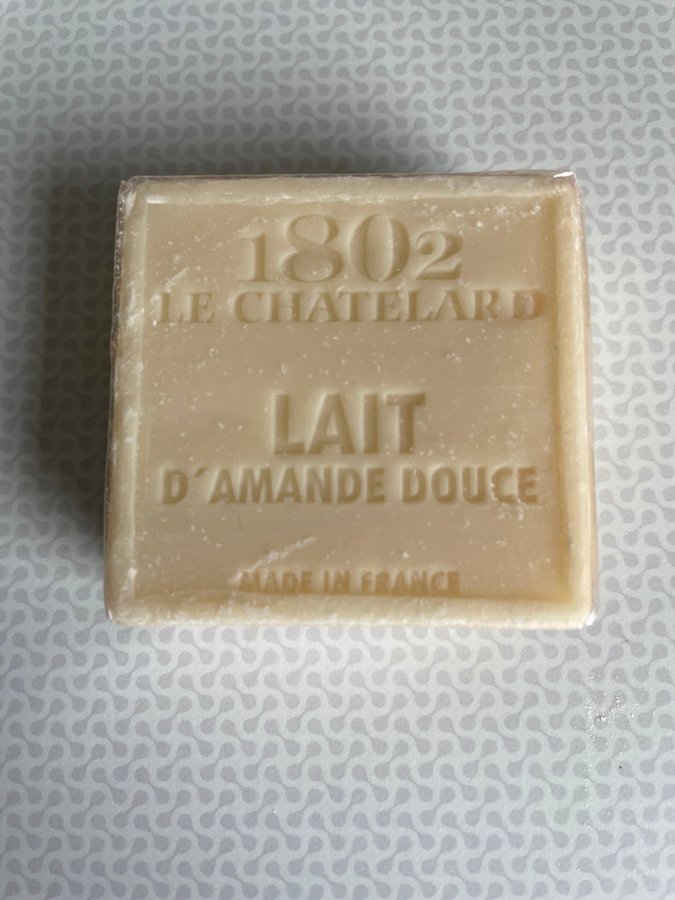 1802
LE CHATELARD
LAIT
D´AMANDE DOUCE
MADE IN FRANCE